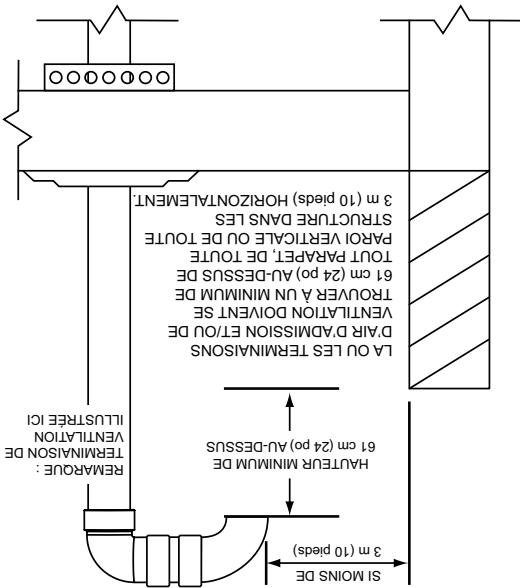 SI MOINS DE
3 m (10 pieds)
HAUTEUR MINIMUM DE
61 cm (24 po) AU-DESSUS
REMARQUE :
TERMINAISON DE
VENTILATION
ILLUSTRÉE ICI
LA OU LES TERMINAISONS
D'AIR D'ADMISSION ET/OU DE
VENTILATION DOIVENT SE
TROUVER À UN MINIMUM DE
61 cm (24 po) AU-DESSUS DE
TOUT PARAPET, DE TOUTE
PAROI VERTICALE OU DE TOUTE
STRUCTURE DANS LES
3 m (10 pieds) HORIZONTALEMENT.